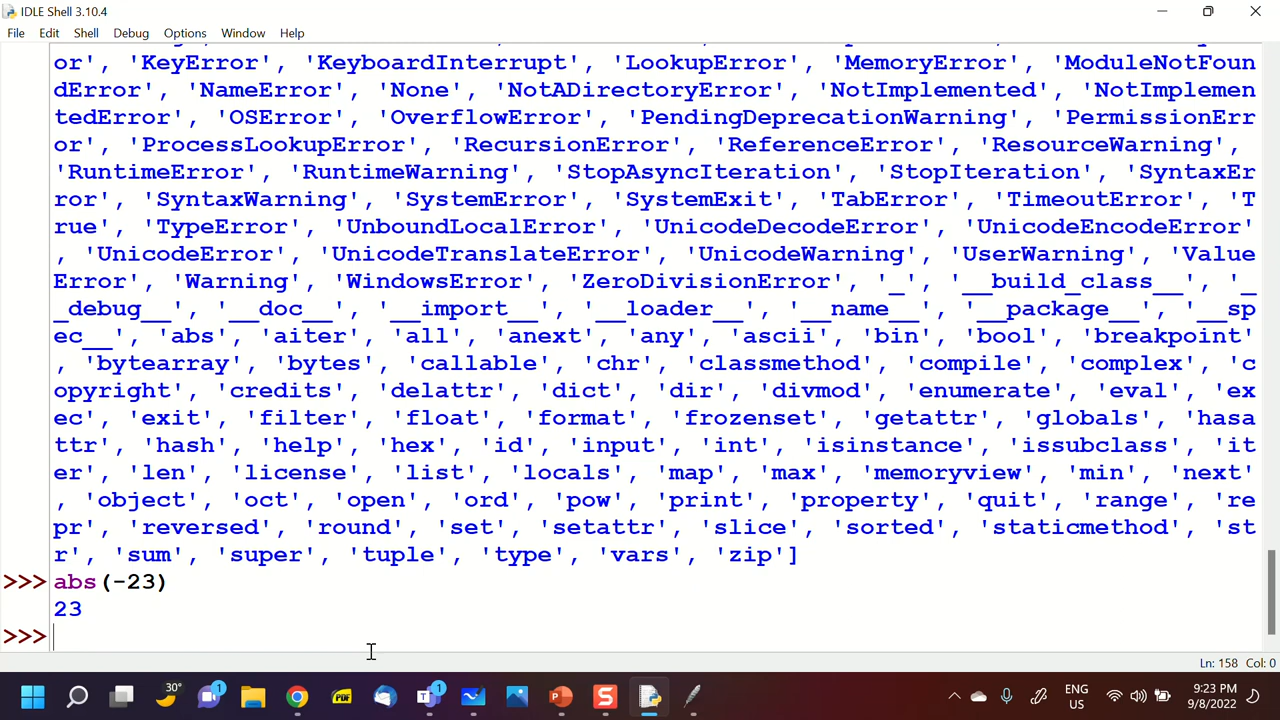 IDLE Shell 3.10.4
File Edit Shell Debug Options Window Help
or', 'KeyError', 'KeyboardInterrupt', 'LookupError', 'MemoryError', 'ModuleNotFoun
dError', 'NameError', 'None', 'NotADirectoryError', 'NotImplemented', 'NotImplemen
tedError', 'OSError', 'OverflowError', 'PendingDeprecationWarning', 'PermissionErr
or', 'ProcessLookupError', 'RecursionError', 'ReferenceError', 'ResourceWarning',
'RuntimeError', 'RuntimeWarning', 'StopAsyncIteration', 'StopIteration', 'SyntaxEr
ror', 'SyntaxWarning', 'SystemError', 'SystemExit', 'TabError', 'TimeoutError', 'T
rue', 'TypeError', 'UnboundLocalError', 'UnicodeDecodeError', 'UnicodeEncodeError'
, 'UnicodeError', 'UnicodeTranslateError', 'UnicodeWarning', 'UserWarning', 'Value
Error', 'Warning', 'WindowsError', 'ZeroDivisionError', '_', '__build_class__', '_
_debug__', '__doc__', '__import__', '__loader__', '__name__', '__package__', '__sp
ec__', 'abs', 'aiter', 'all', 'anext', 'any', 'ascii', 'bin', 'bool', 'breakpoint'
, 'bytearray', 'bytes', 'callable', 'chr', 'classmethod', 'compile', 'complex', 'c
opyright', 'credits', 'delattr', 'dict', 'dir', 'divmod', 'enumerate', 'eval', 'ex
ec', 'exit', 'filter', 'float', 'format', 'frozenset', 'getattr', 'globals', 'hasa
ttr', 'hash', 'help', 'hex', 'id', 'input', 'int', 'isinstance', 'issubclass', 'it
er', 'len', 'license', 'list', 'locals', 'map', 'max', 'memoryview', 'min', 'next'
, 'object', 'oct', 'open', 'ord', 'pow', 'print', 'property', 'quit', 'range', 're
pr', 'reversed', 'round', 'set', 'setattr', 'slice', 'sorted', 'staticmethod', 'st
r', 'sum', 'super', 'tuple', 'type', 'vars', 'zip']
>>> abs(-23)
23
>>>
Ln: 158 Col: 0
30° 1 PDF 1 P S ENG US 9:23 PM
9/8/2022